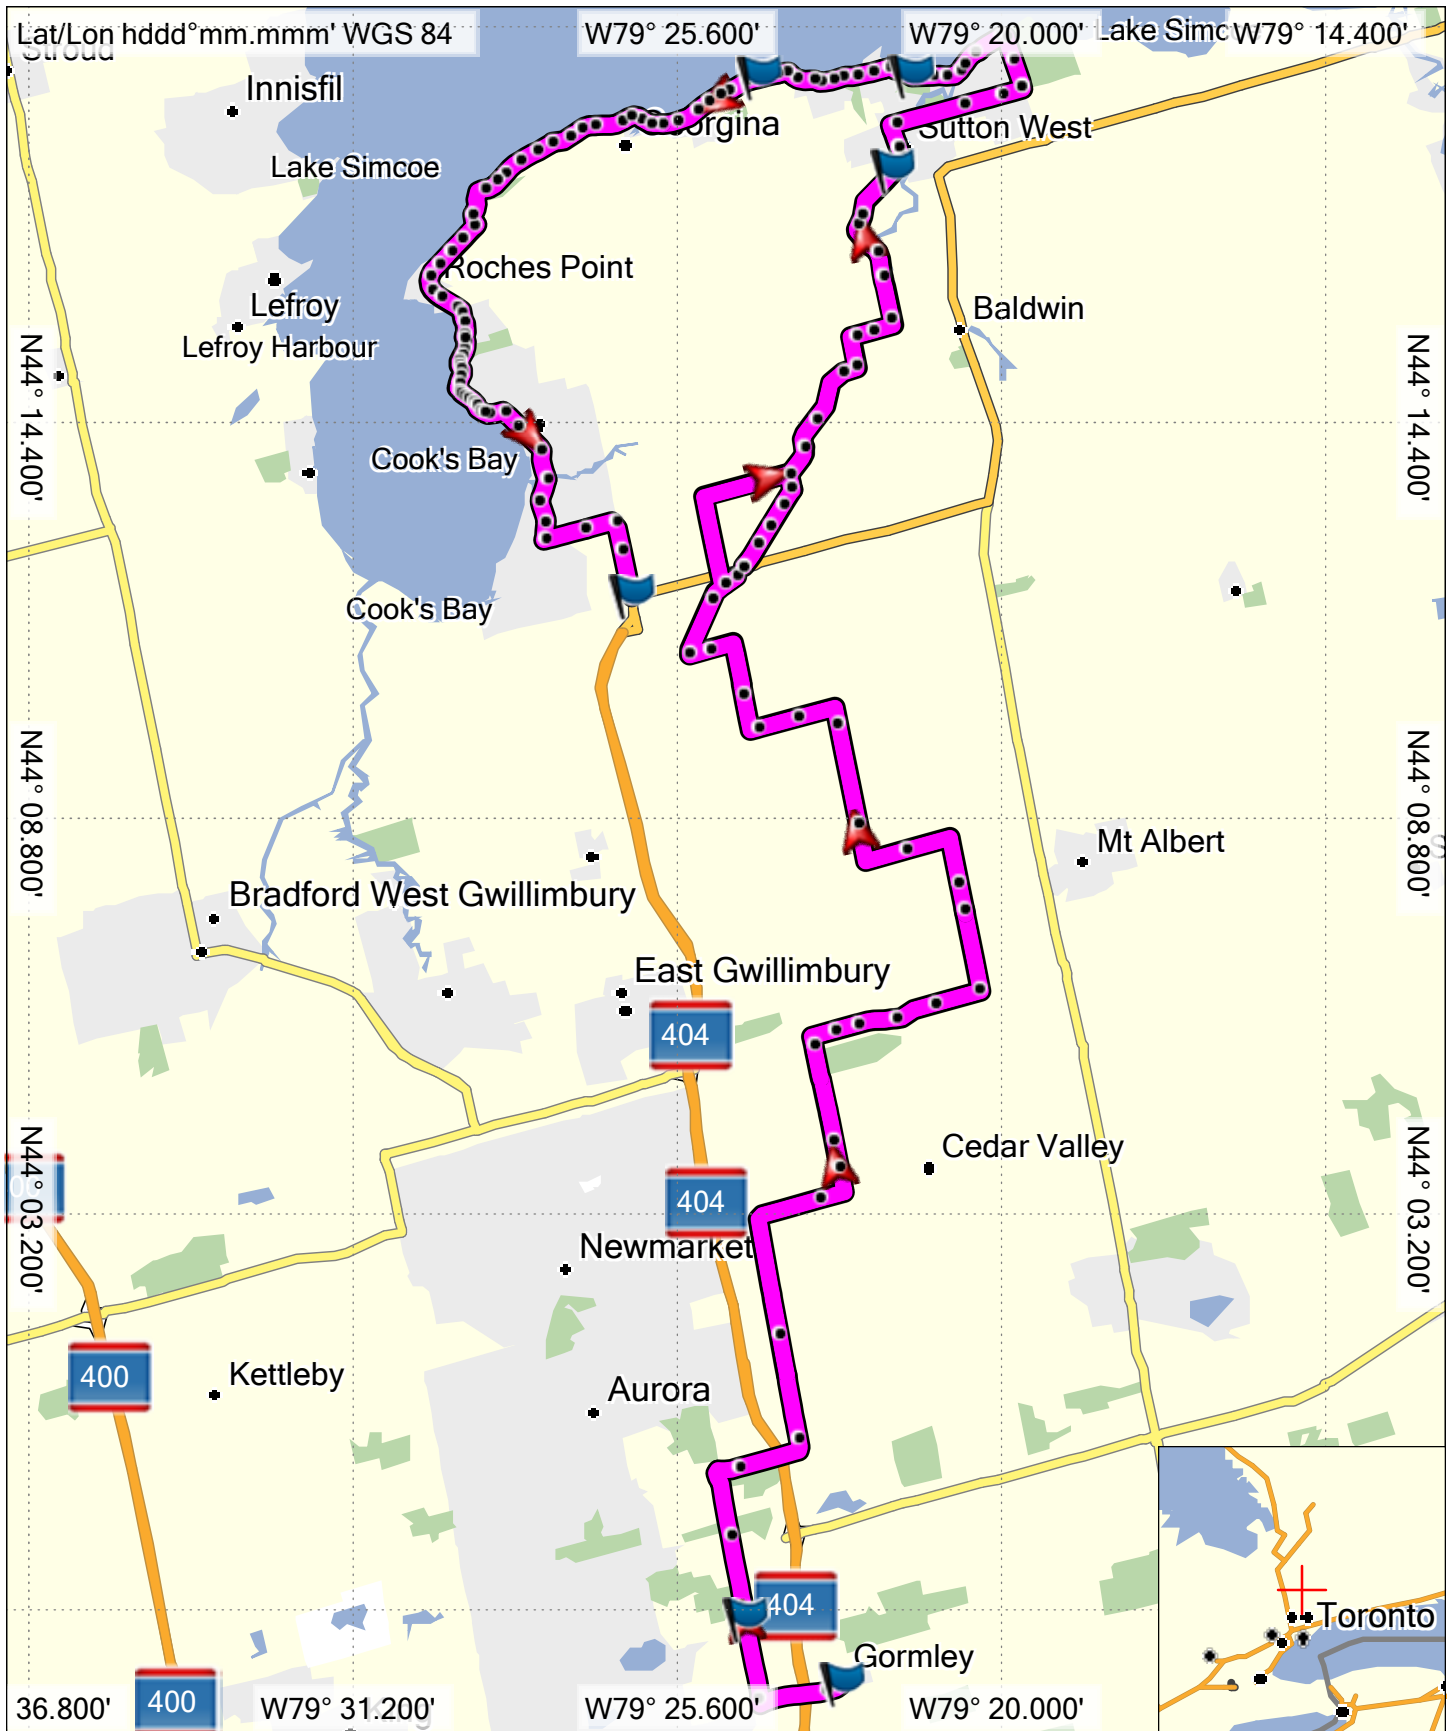 Lat/Lon hddd°mm.mmm' WGS 84
W79° 25.600'
W79° 20.000'
Lake Simcoe
W79° 14.400'
Stroud
Innisfil
Sutton West
Lake Simcoe
Roches Point
Lefroy
Baldwin
Lefroy Harbour
N44° 14.400'
N44° 14.400'
Cook's Bay
Cook's Bay
N44° 08.800'
N44° 08.800'
Mt Albert
Bradford West Gwillimbury
East Gwillimbury
404
N44° 03.200'
N44° 03.200'
Cedar Valley
404
Newmarket
400
Kettleby
Aurora
404
Toronto
Gormley
36.800'
400
W79° 31.200'
W79° 25.600'
W79° 20.000'